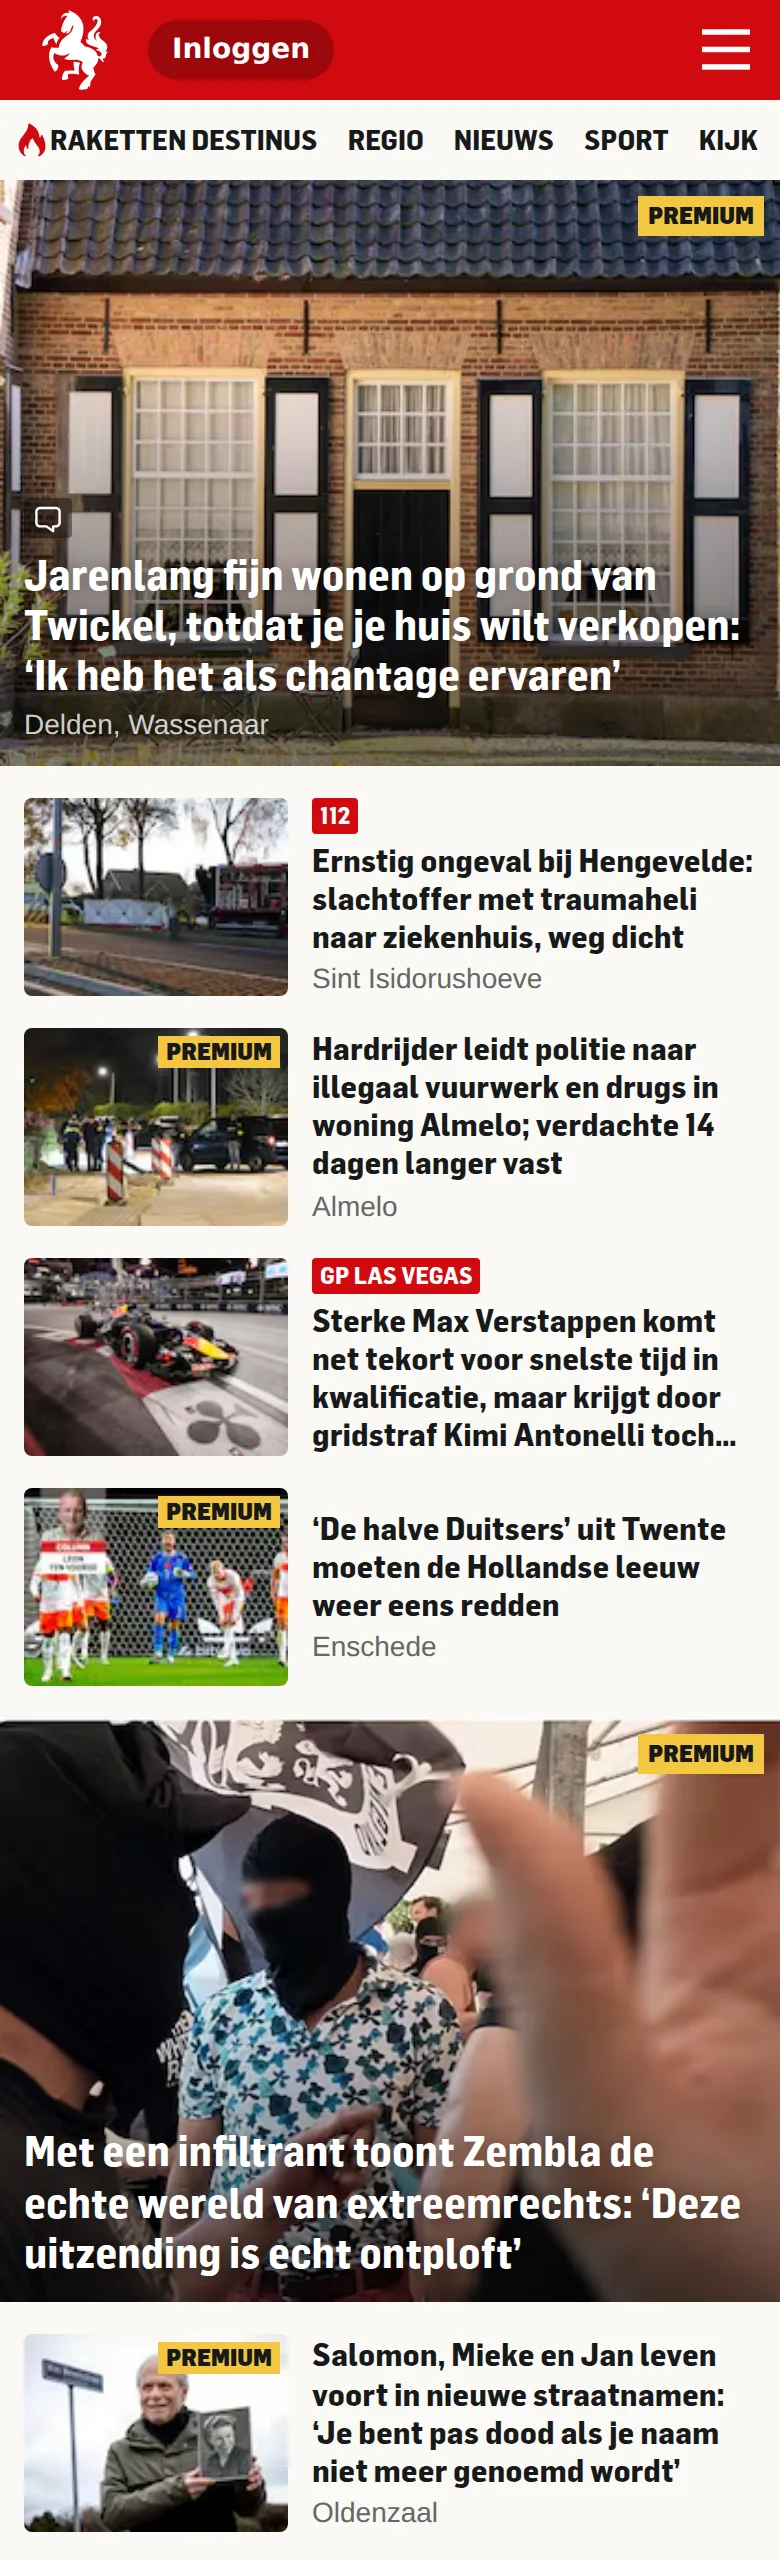 Inloggen
RAKETTEN DESTINUS REGIO NIEUWS SPORT KIJK
PREMIUM
Jarenlang fijn wonen op grond van
Twickel, totdat je je huis wilt verkopen:
‘Ik heb het als chantage ervaren’
Delden, Wassenaar
112
Ernstig ongeval bij Hengevelde:
slachtoffer met traumaheli
naar ziekenhuis, weg dicht
Sint Isidorushoeve
PREMIUM
Hardrijder leidt politie naar
illegaal vuurwerk en drugs in
woning Almelo; verdachte 14
dagen langer vast
Almelo
GP LAS VEGAS
Sterke Max Verstappen komt
net tekort voor snelste tijd in
kwalificatie, maar krijgt door
gridstraf Kimi Antonelli toch...
PREMIUM
COLUMN
LEON
TEN VOORDE
‘De halve Duitsers’ uit Twente
moeten de Hollandse leeuw
weer eens redden
Enschede
PREMIUM
Met een infiltrant toont Zembla de
echte wereld van extreemrechts: ‘Deze
uitzending is echt ontploft’
PREMIUM
Salomon, Mieke en Jan leven
voort in nieuwe straatnamen:
‘Je bent pas dood als je naam
niet meer genoemd wordt’
Oldenzaal